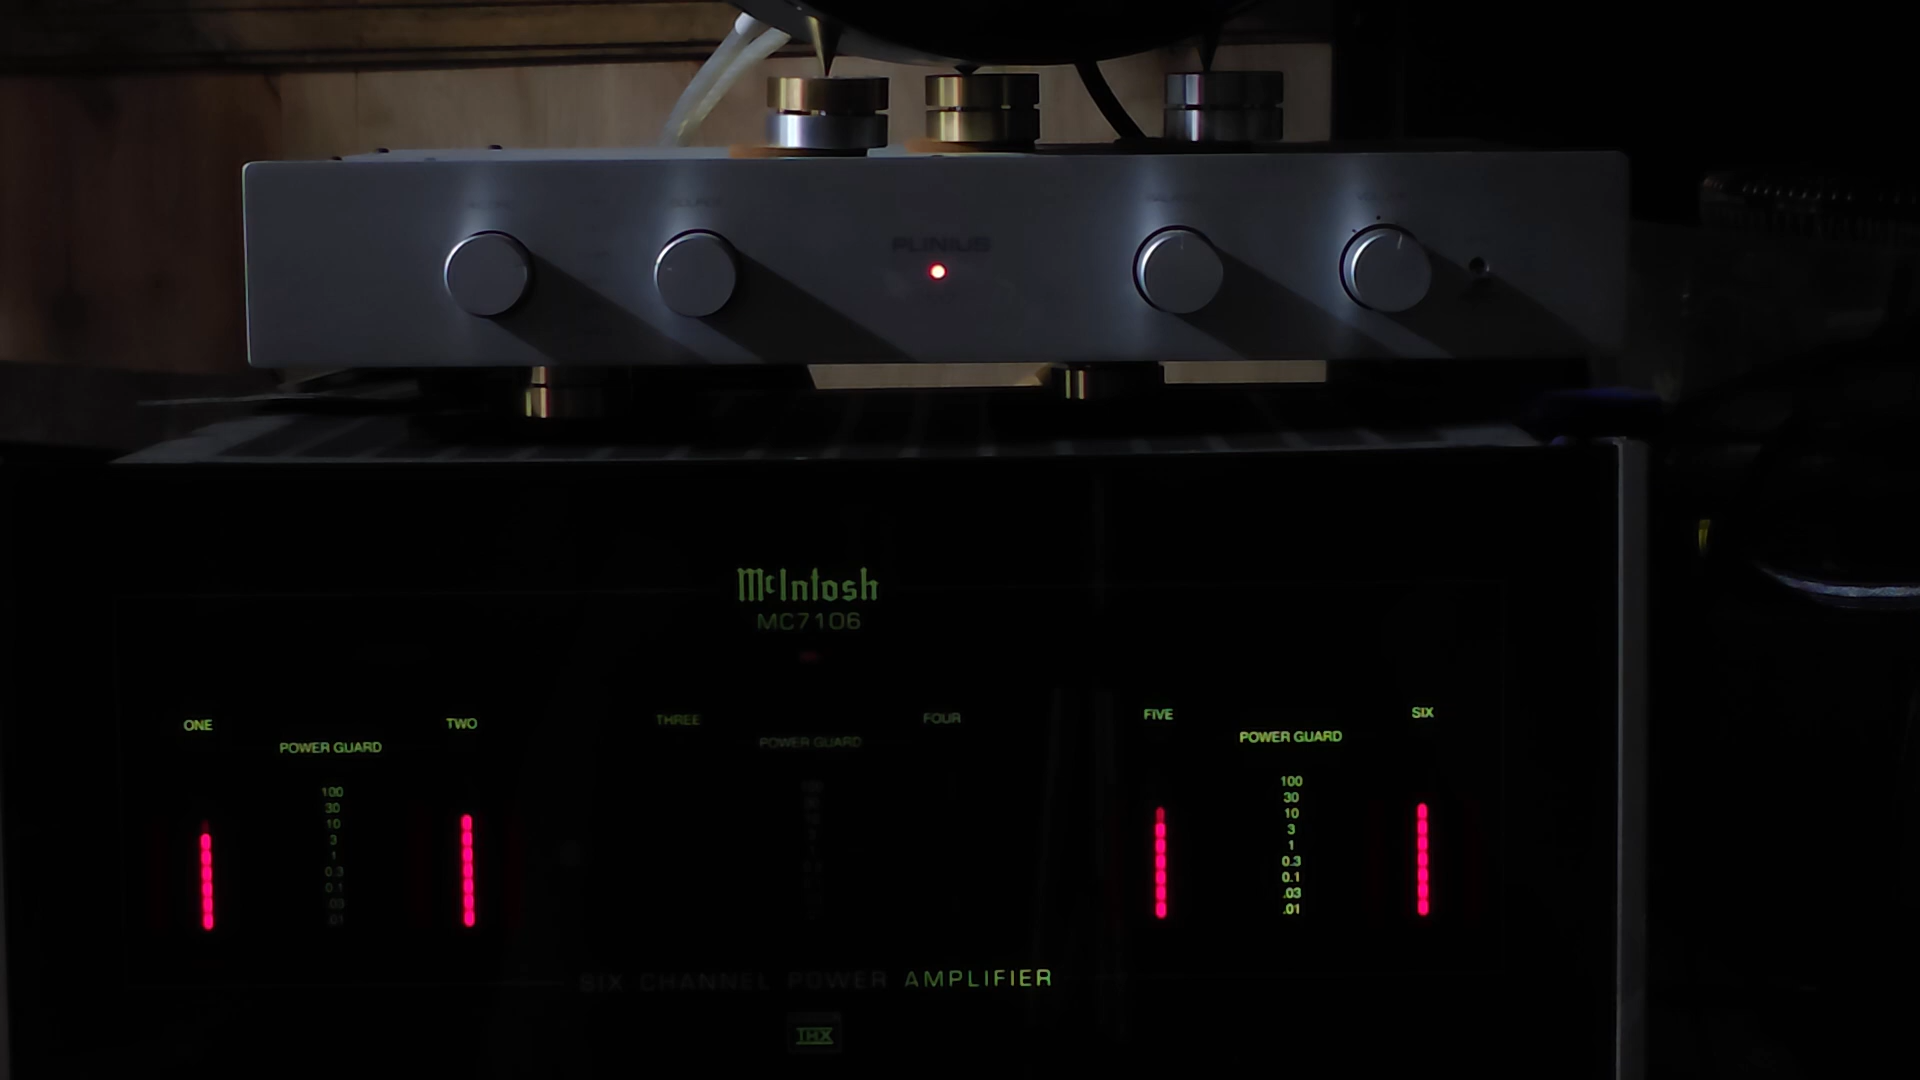 PLINIUS
McIntosh
MC7106
ONE
TWO
THREE
FOUR
FIVE
SIX
POWER GUARD
POWER GUARD
POWER GUARD
100
30
10
3
1
0.3
0.1
.03
.01
100
30
10
3
1
0.3
0.1
.03
.01
SIX CHANNEL POWER AMPLIFIER
THX